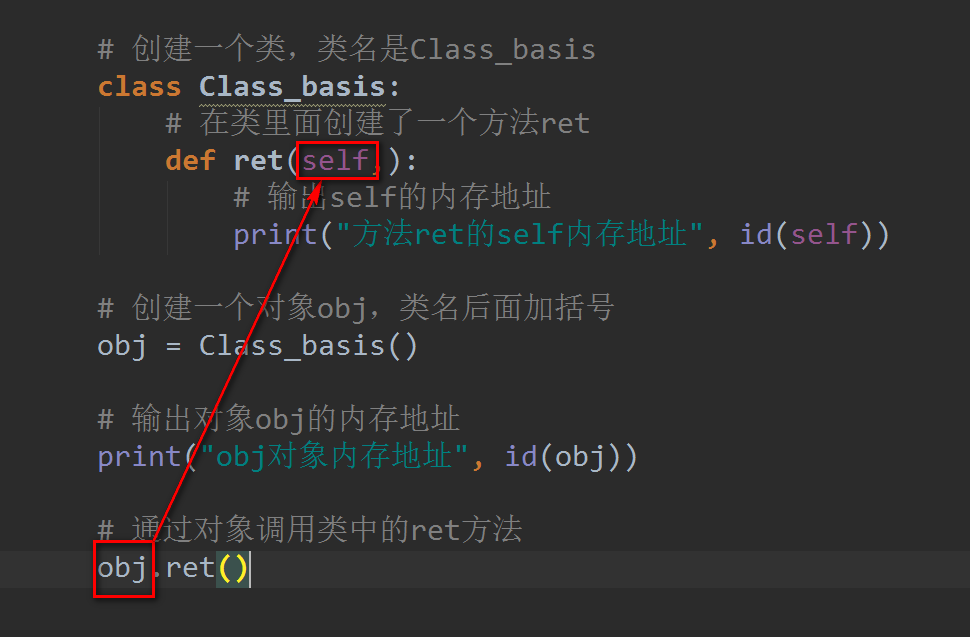 # 创建一个类，类名是Class_basis
class Class_basis:
# 在类里面创建了一个方法ret
def ret(self,):
# 输出self的内存地址
print("方法ret的self内存地址", id(self))
# 创建一个对象obj，类名后面加括号
obj = Class_basis()
# 输出对象obj的内存地址
print("obj对象内存地址", id(obj))
# 通过对象调用类中的ret方法
obj.ret()